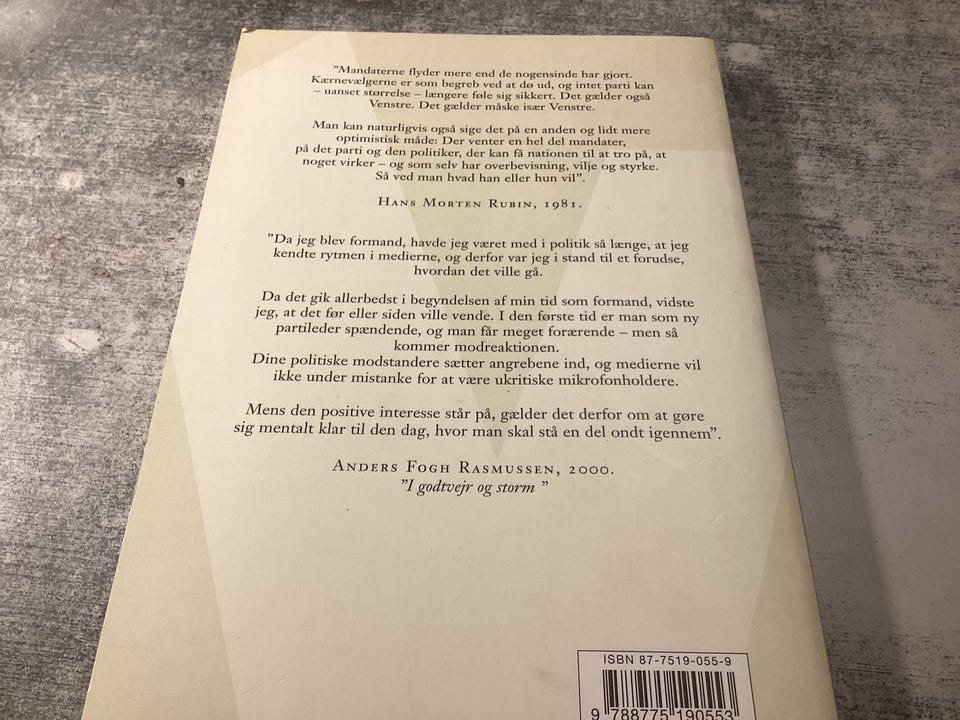 "Mandaterne flyder mere end de nogensinde har gjort.
Kærnevælgerne er som begreb ved at dø ud, og intet parti kan
– uanset størrelse – længere føle sig sikkert. Det gælder også
Venstre. Det gælder måske især Venstre.
Man kan naturligvis også sige det på en anden og lidt mere
optimistisk måde: Der venter en hel del mandater,
på det parti og den politiker, der kan få nationen til at tro på, at
noget virker – og som selv har overbevisning, vilje og styrke.
Så ved man hvad han eller hun vil".
HANS MORTEN RUBIN, 1981.
"Da jeg blev formand, havde jeg været med i politik så længe, at jeg
kendte rytmen i medierne, og derfor var jeg i stand til et forudse,
hvordan det ville gå.
Da det gik allerbedst i begyndelsen af min tid som formand, vidste
jeg, at det før eller siden ville vende. I den første tid er man som ny
partileder spændende, og man får meget forærende – men så
kommer modreaktionen.
Dine politiske modstandere sætter angrebene ind, og medierne vil
ikke under mistanke for at være ukritiske mikrofonholdere.
Mens den positive interesse står på, gælder det derfor om at gøre
sig mentalt klar til den dag, hvor man skal stå en del ondt igennem".
ANDERS FOGH RASMUSSEN, 2000.
"I godtvejr og storm "
ISBN 87-7519-055-9
9 788775 190553